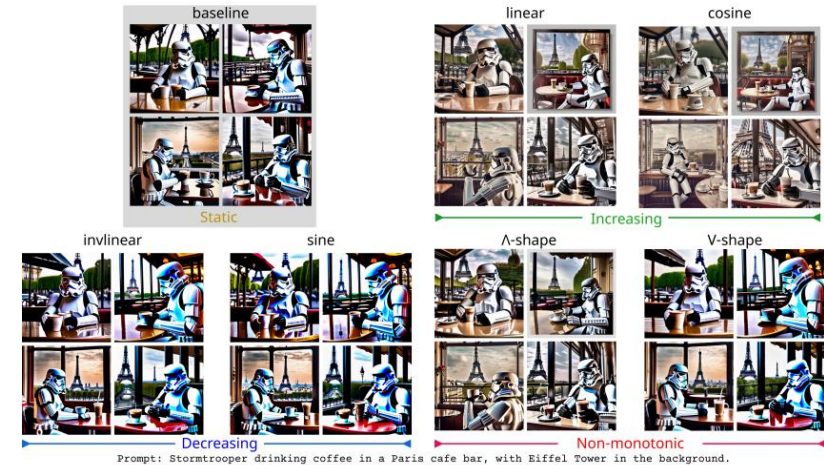 baseline
linear
cosine
Static
Increasing
invlinear
sine
Λ-shape
V-shape
Decreasing
Non-monotonic
Prompt: Stormtrooper drinking coffee in a Paris cafe bar, with Eiffel Tower in the background.